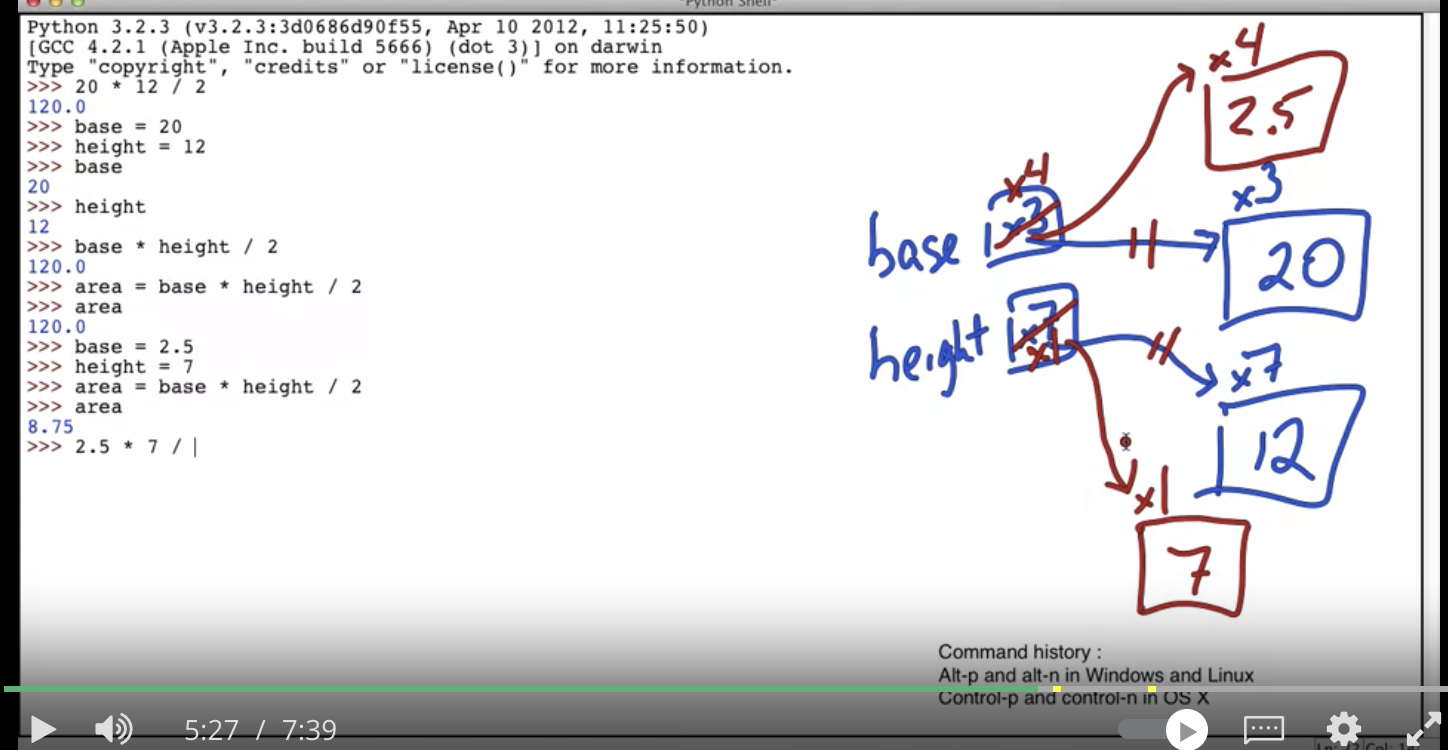 "Python Shell"
Python 3.2.3 (v3.2.3:3d0686d90f55, Apr 10 2012, 11:25:50)
[GCC 4.2.1 (Apple Inc. build 5666) (dot 3)] on darwin
Type "copyright", "credits" or "license()" for more information.
>>> 20 * 12 / 2
120.0
>>> base = 20
>>> height = 12
>>> base
20
>>> height
12
>>> base * height / 2
120.0
>>> area = base * height / 2
>>> area
120.0
>>> base = 2.5
>>> height = 7
>>> area = base * height / 2
>>> area
8.75
>>> 2.5 * 7 /
x4
2.5
x4
x3
base x3
20
height x7
x1
x7
12
x1
7
Command history :
Alt-p and alt-n in Windows and Linux
Control-p and control-n in OS X
5:27 / 7:39